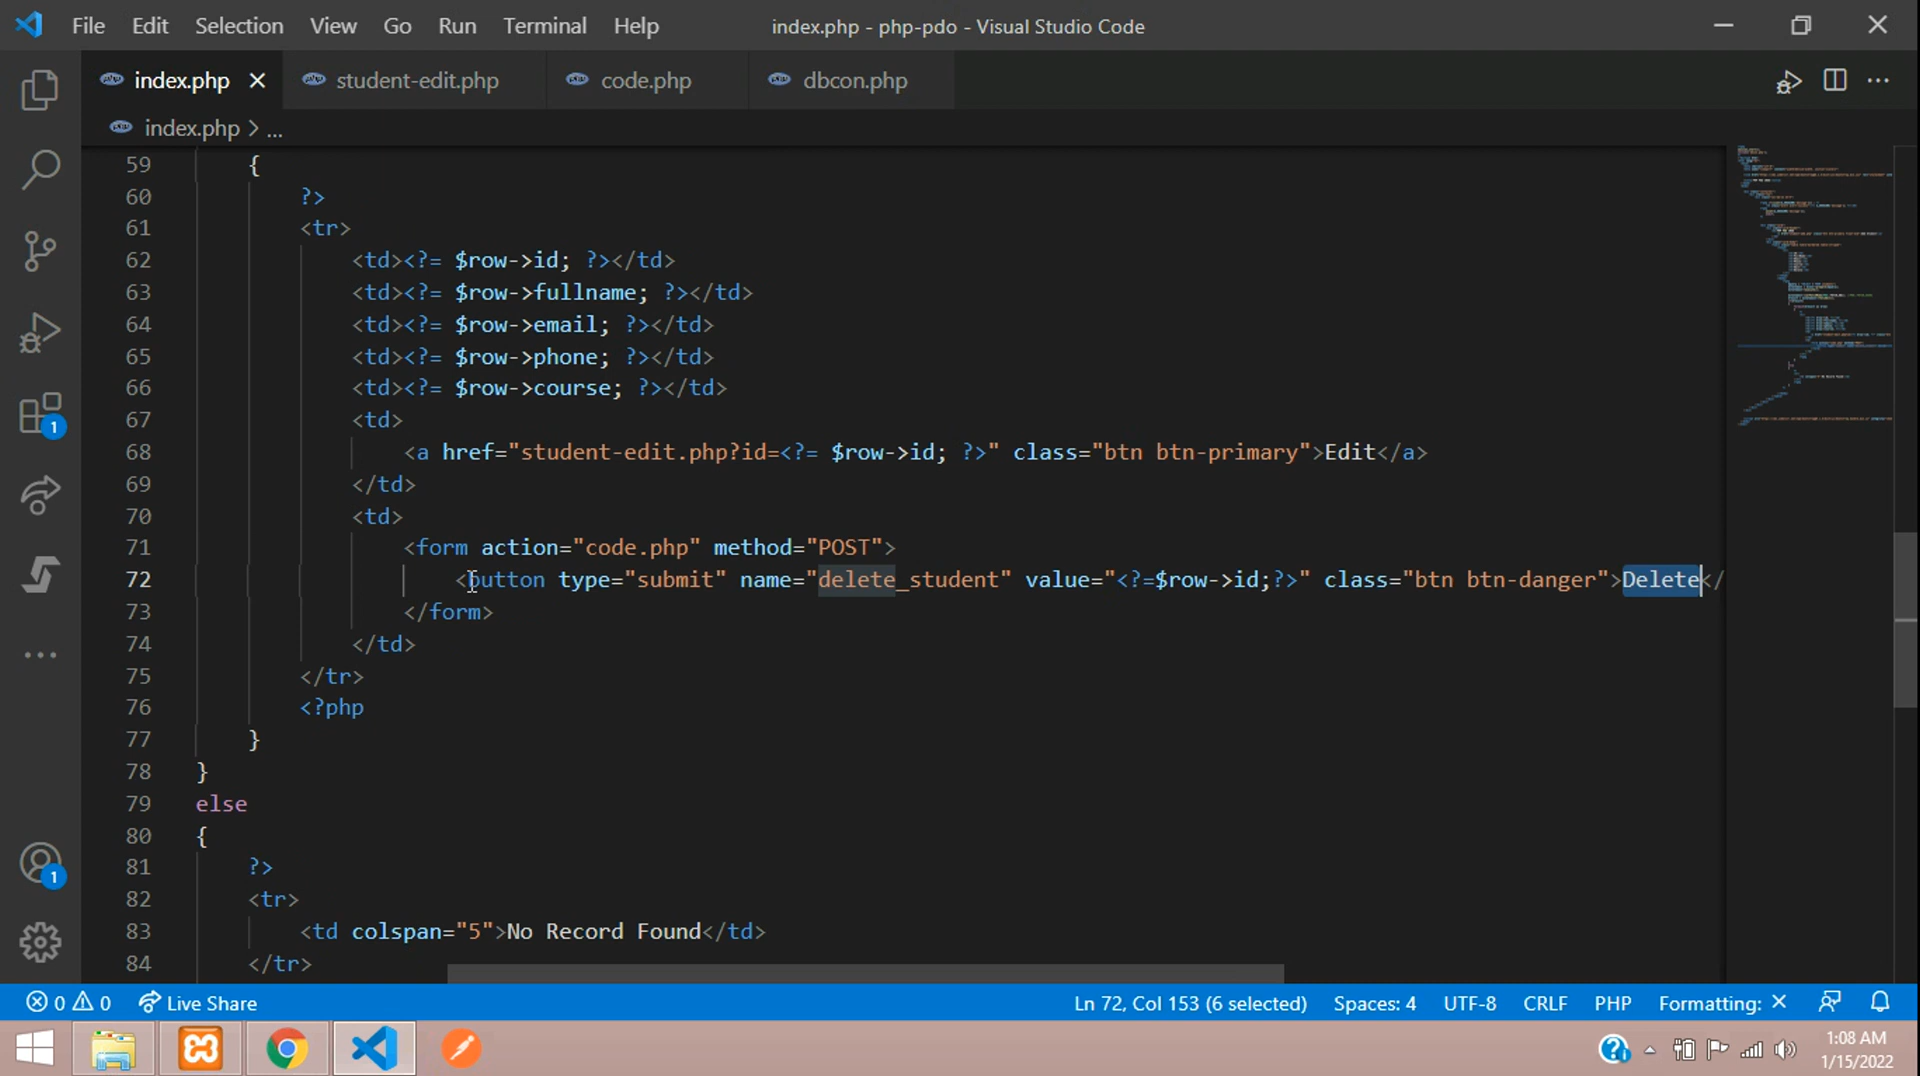 File Edit Selection View Go Run Terminal Help index.php - php-pdo - Visual Studio Code
index.php student-edit.php code.php dbcon.php
index.php > ...
59 {
60 ?>
61 <tr>
62 <td><?= $row->id; ?></td>
63 <td><?= $row->fullname; ?></td>
64 <td><?= $row->email; ?></td>
65 <td><?= $row->phone; ?></td>
66 <td><?= $row->course; ?></td>
67 <td>
68 <a href="student-edit.php?id=<?= $row->id; ?>" class="btn btn-primary">Edit</a>
69 </td>
70 <td>
71 <form action="code.php" method="POST">
72 <button type="submit" name="delete_student" value="<?=$row->id;?>" class="btn btn-danger">Delete</
73 </form>
74 </td>
75 </tr>
76 <?php
77 }
78 }
79 else
80 {
81 ?>
82 <tr>
83 <td colspan="5">No Record Found</td>
84 </tr>
1
1
0 0 Live Share Ln 72, Col 153 (6 selected) Spaces: 4 UTF-8 CRLF PHP Formatting: ×
1:08 AM
1/15/2022